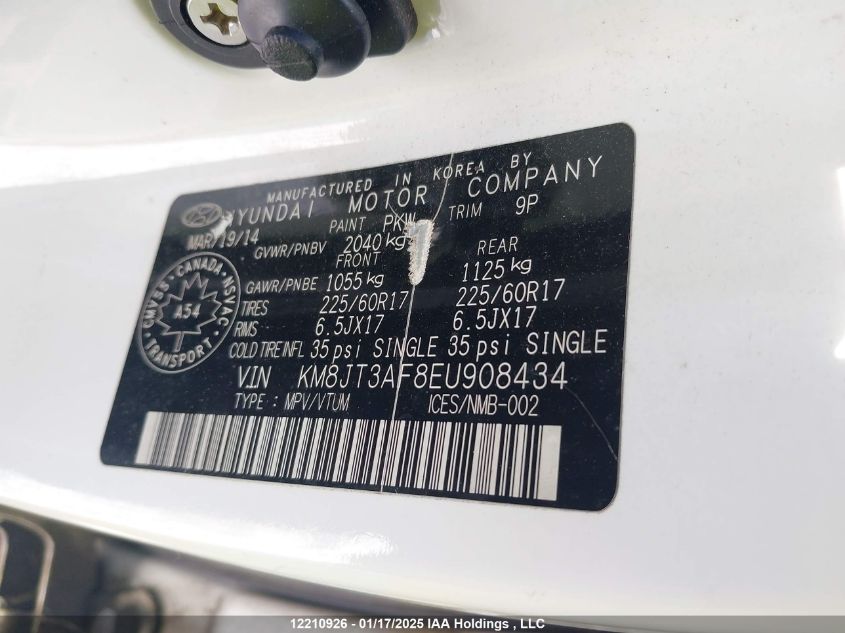 MANUFACTURED IN KOREA BY
HYUNDAI MOTOR COMPANY
MAR/19/14 PAINT PKW TRIM 9P
GVWR/PNBV 2040 kg
FRONT REAR
GAWR/PNBE 1055 kg 1125 kg
TIRES 225/60R17 225/60R17
RIMS 6.5JX17 6.5JX17
COLD TIRE INFL 35 psi SINGLE 35 psi SINGLE
VIN KM8JT3AF8EU908434
TYPE : MPV/VTUM ICES/NMB-002
CANADA
CMVSS NSVAC
A54
TRANSPORT
12210926 - 01/17/2025 IAA Holdings , LLC